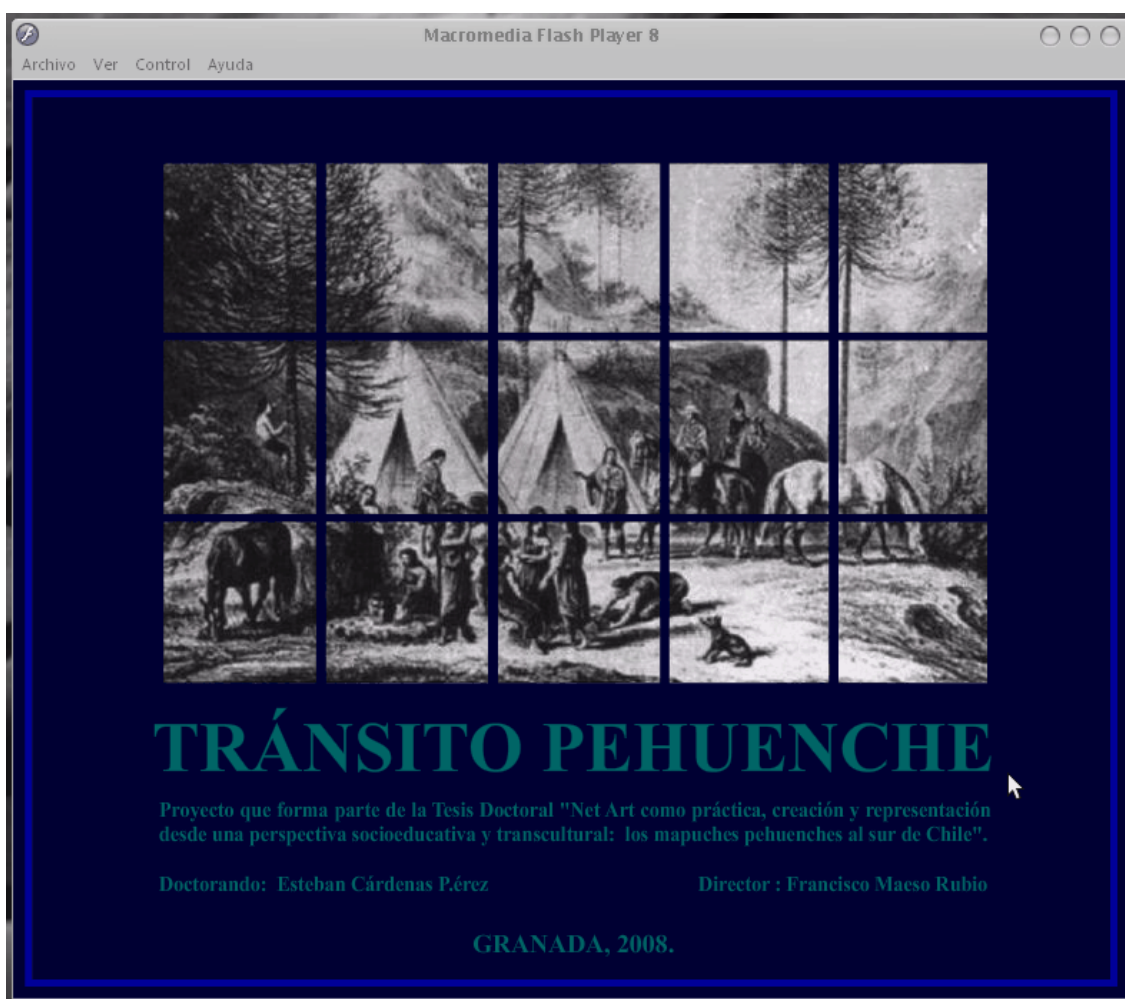 Macromedia Flash Player 8
Archivo Ver Control Ayuda
TRÁNSITO PEHUENCHE
Proyecto que forma parte de la Tesis Doctoral "Net Art como práctica, creación y representación
desde una perspectiva socioeducativa y transcultural: los mapuches pehuenches al sur de Chile".
Doctorando: Esteban Cárdenas P.érez
Director : Francisco Maeso Rubio
GRANADA, 2008.